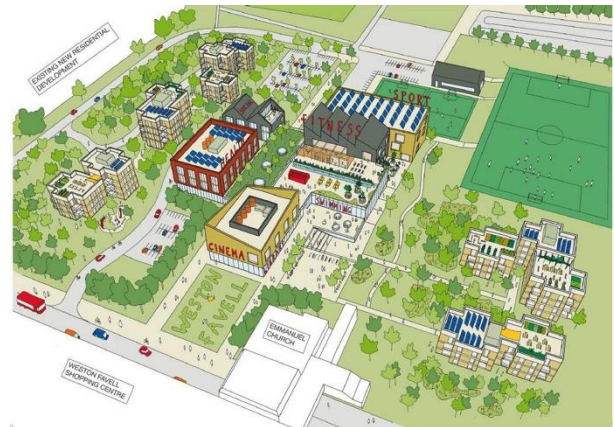 EXISTING NEW RESIDENTIAL
DEVELOPMENT
SPORT
FITNESS
SWIMMING
CINEMA
WESTON
FAVELL
EMMANUEL
CHURCH
WESTON FAVELL
SHOPPING CENTRE